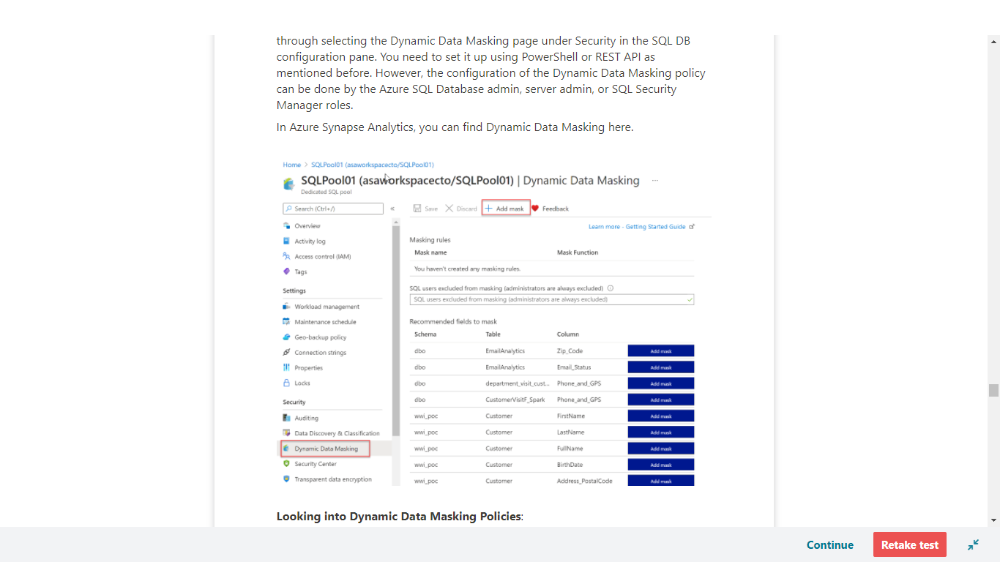 through selecting the Dynamic Data Masking page under Security in the SQL DB
configuration pane. You need to set it up using PowerShell or REST API as
mentioned before. However, the configuration of the Dynamic Data Masking policy
can be done by the Azure SQL Database admin, server admin, or SQL Security
Manager roles.
In Azure Synapse Analytics, you can find Dynamic Data Masking here.
Home > SQLPool01 (asaworkspacecto/SQLPool01)
SQLPool01 (asaworkspacecto/SQLPool01) | Dynamic Data Masking ...
Dedicated SQL pool
Search (Ctrl+/) «
Save Discard + Add mask Feedback
Learn more - Getting Started Guide
Overview
Activity log
Access control (IAM)
Tags
Settings
Workload management
Maintenance schedule
Geo-backup policy
Connection strings
Properties
Locks
Security
Auditing
Data Discovery & Classification
Dynamic Data Masking
Security Center
Transparent data encryption
Masking rules
Mask name Mask Function
You haven't created any masking rules.
SQL users excluded from masking (administrators are always excluded)
SQL users excluded from masking (administrators are always excluded)
Recommended fields to mask
Schema Table Column
dbo EmailAnalytics Zip_Code Add mask
dbo EmailAnalytics Email_Status Add mask
dbo department_visit_cust... Phone_and_GPS Add mask
dbo CustomerVisitF_Spark Phone_and_GPS Add mask
wwi_poc Customer FirstName Add mask
wwi_poc Customer LastName Add mask
wwi_poc Customer FullName Add mask
wwi_poc Customer BirthDate Add mask
wwi_poc Customer Address_PostalCode Add mask
Looking into Dynamic Data Masking Policies:
Continue Retake test